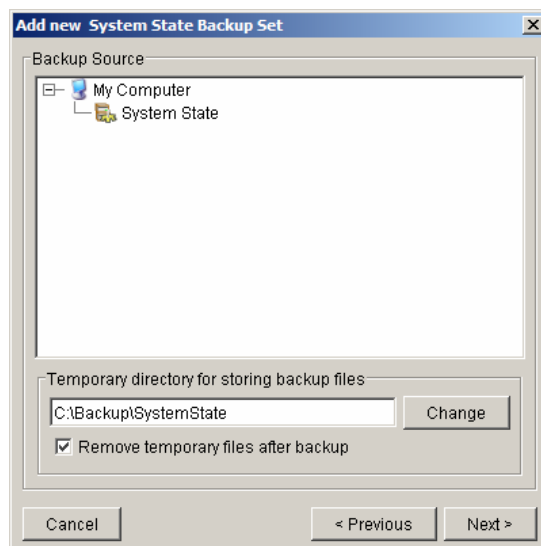 Add new  System State Backup Set
Backup Source
My Computer
System State
Temporary directory for storing backup files
C:\Backup\SystemState
Change
Remove temporary files after backup
Cancel
< Previous
Next >